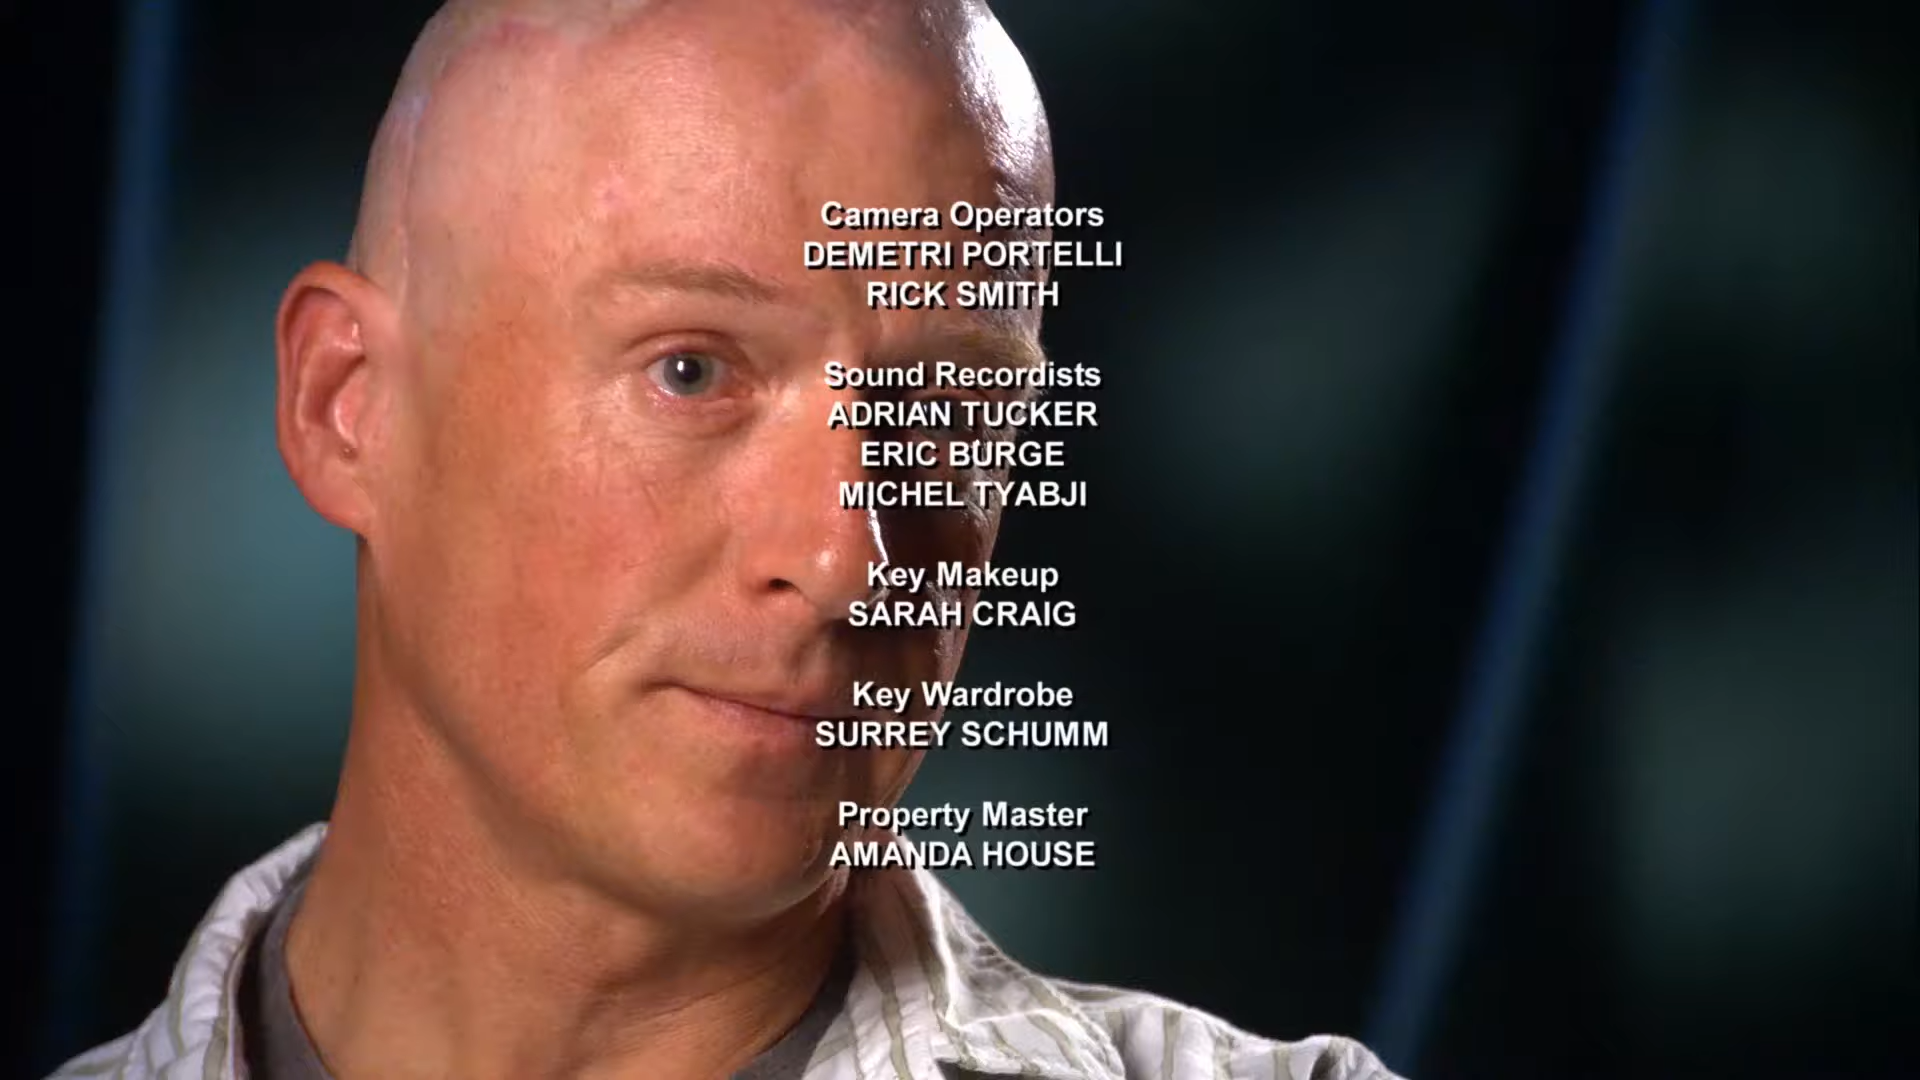 Camera Operators
DEMETRI PORTELLI
RICK SMITH
Sound Recordists
ADRIAN TUCKER
ERIC BURGE
MICHEL TYABJI
Key Makeup
SARAH CRAIG
Key Wardrobe
SURREY SCHUMM
Property Master
AMANDA HOUSE